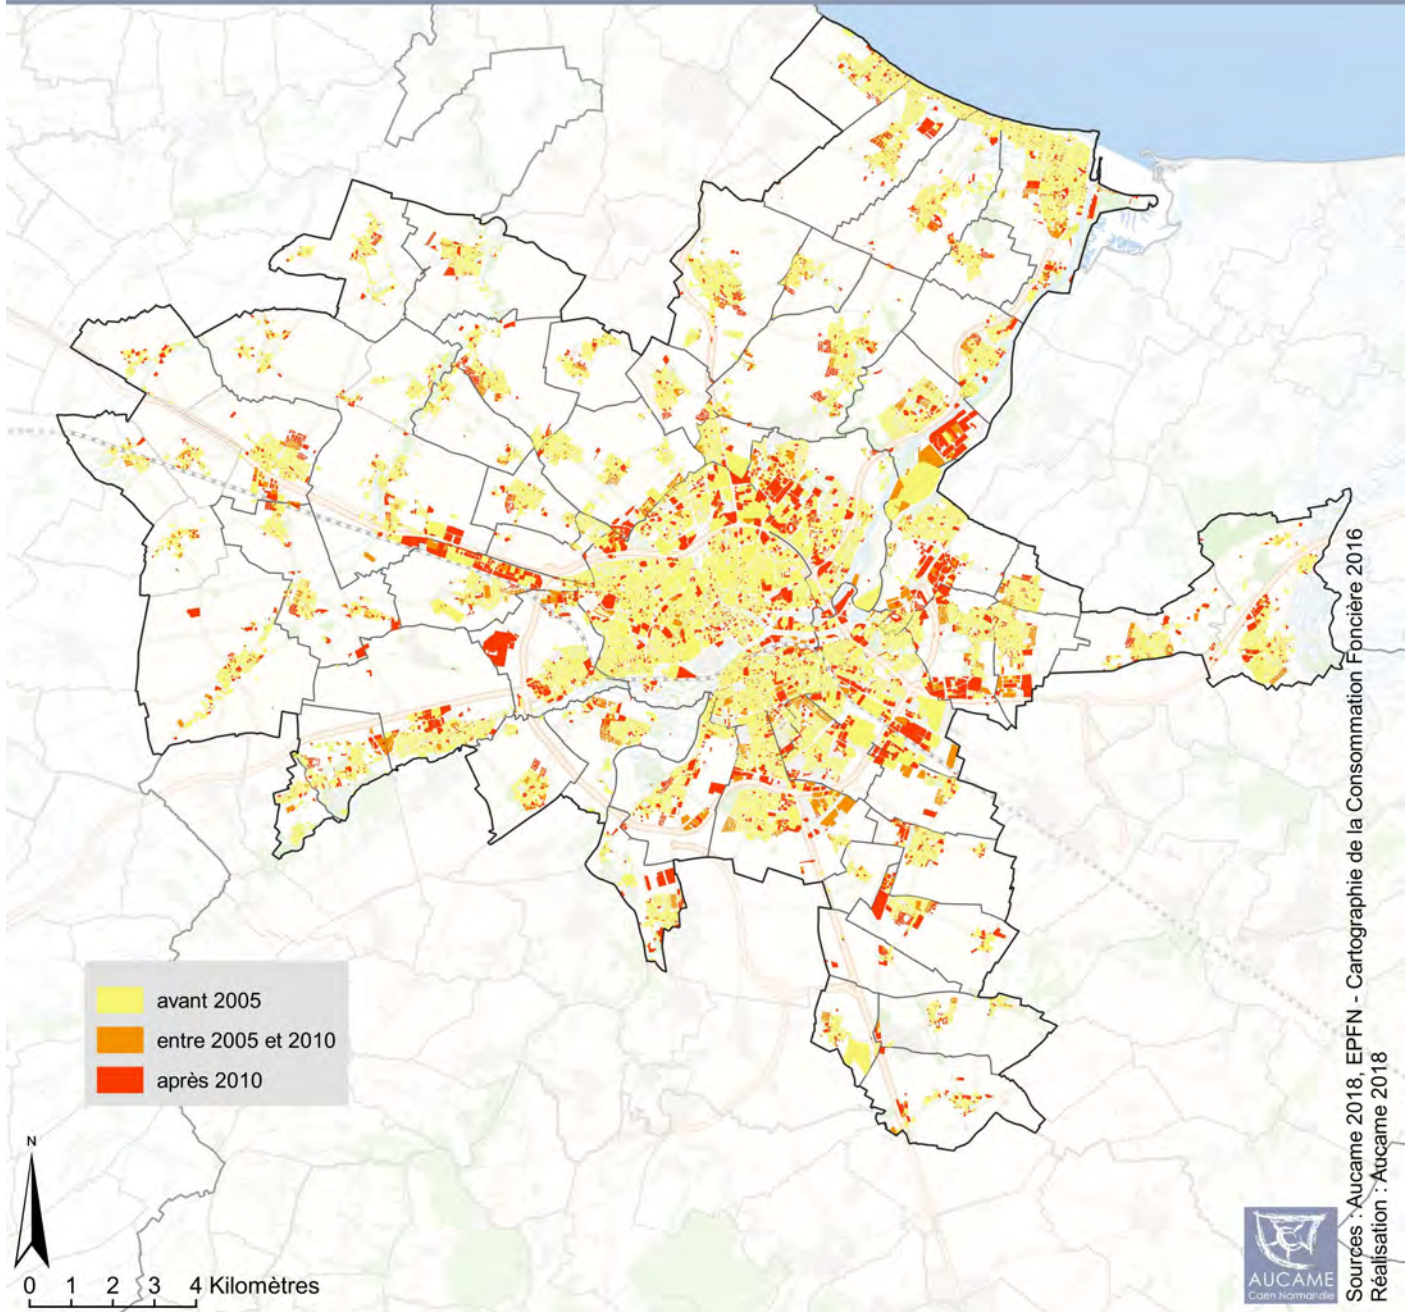 avant 2005
entre 2005 et 2010
après 2010
N
0 1 2 3 4 Kilomètres
AUCAME
Caen Normandie
Sources : Aucame 2018, EPFN - Cartographie de la Consommation Foncière 2016
Réalisation : Aucame 2018